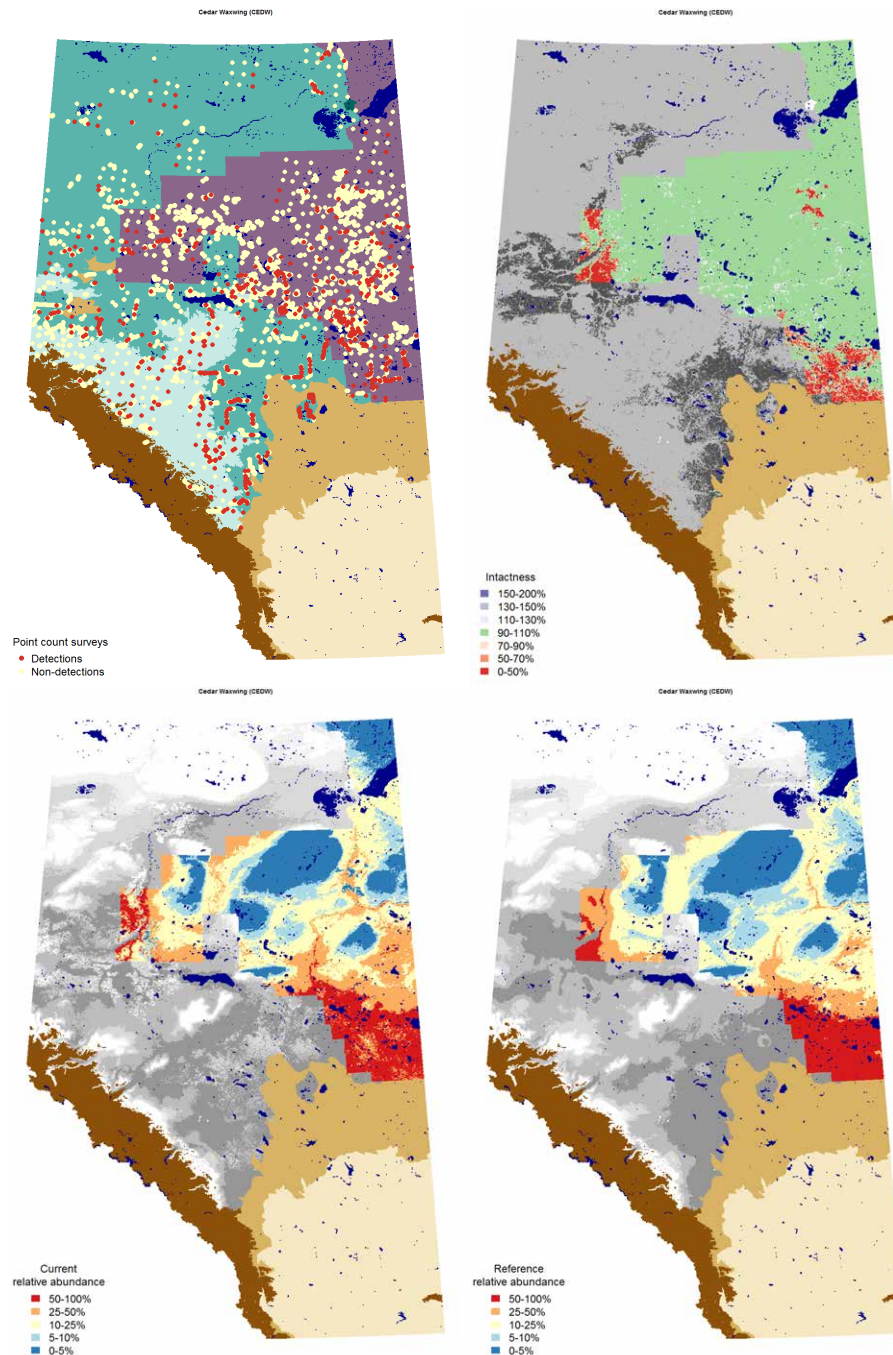 Cedar Waxwing (CEDW)
Point count surveys
Detections
Non-detections
Cedar Waxwing (CEDW)
Intactness
150-200%
130-150%
110-130%
90-110%
70-90%
50-70%
0-50%
Cedar Waxwing (CEDW)
Current
relative abundance
50-100%
25-50%
10-25%
5-10%
0-5%
Cedar Waxwing (CEDW)
Reference
relative abundance
50-100%
25-50%
10-25%
5-10%
0-5%